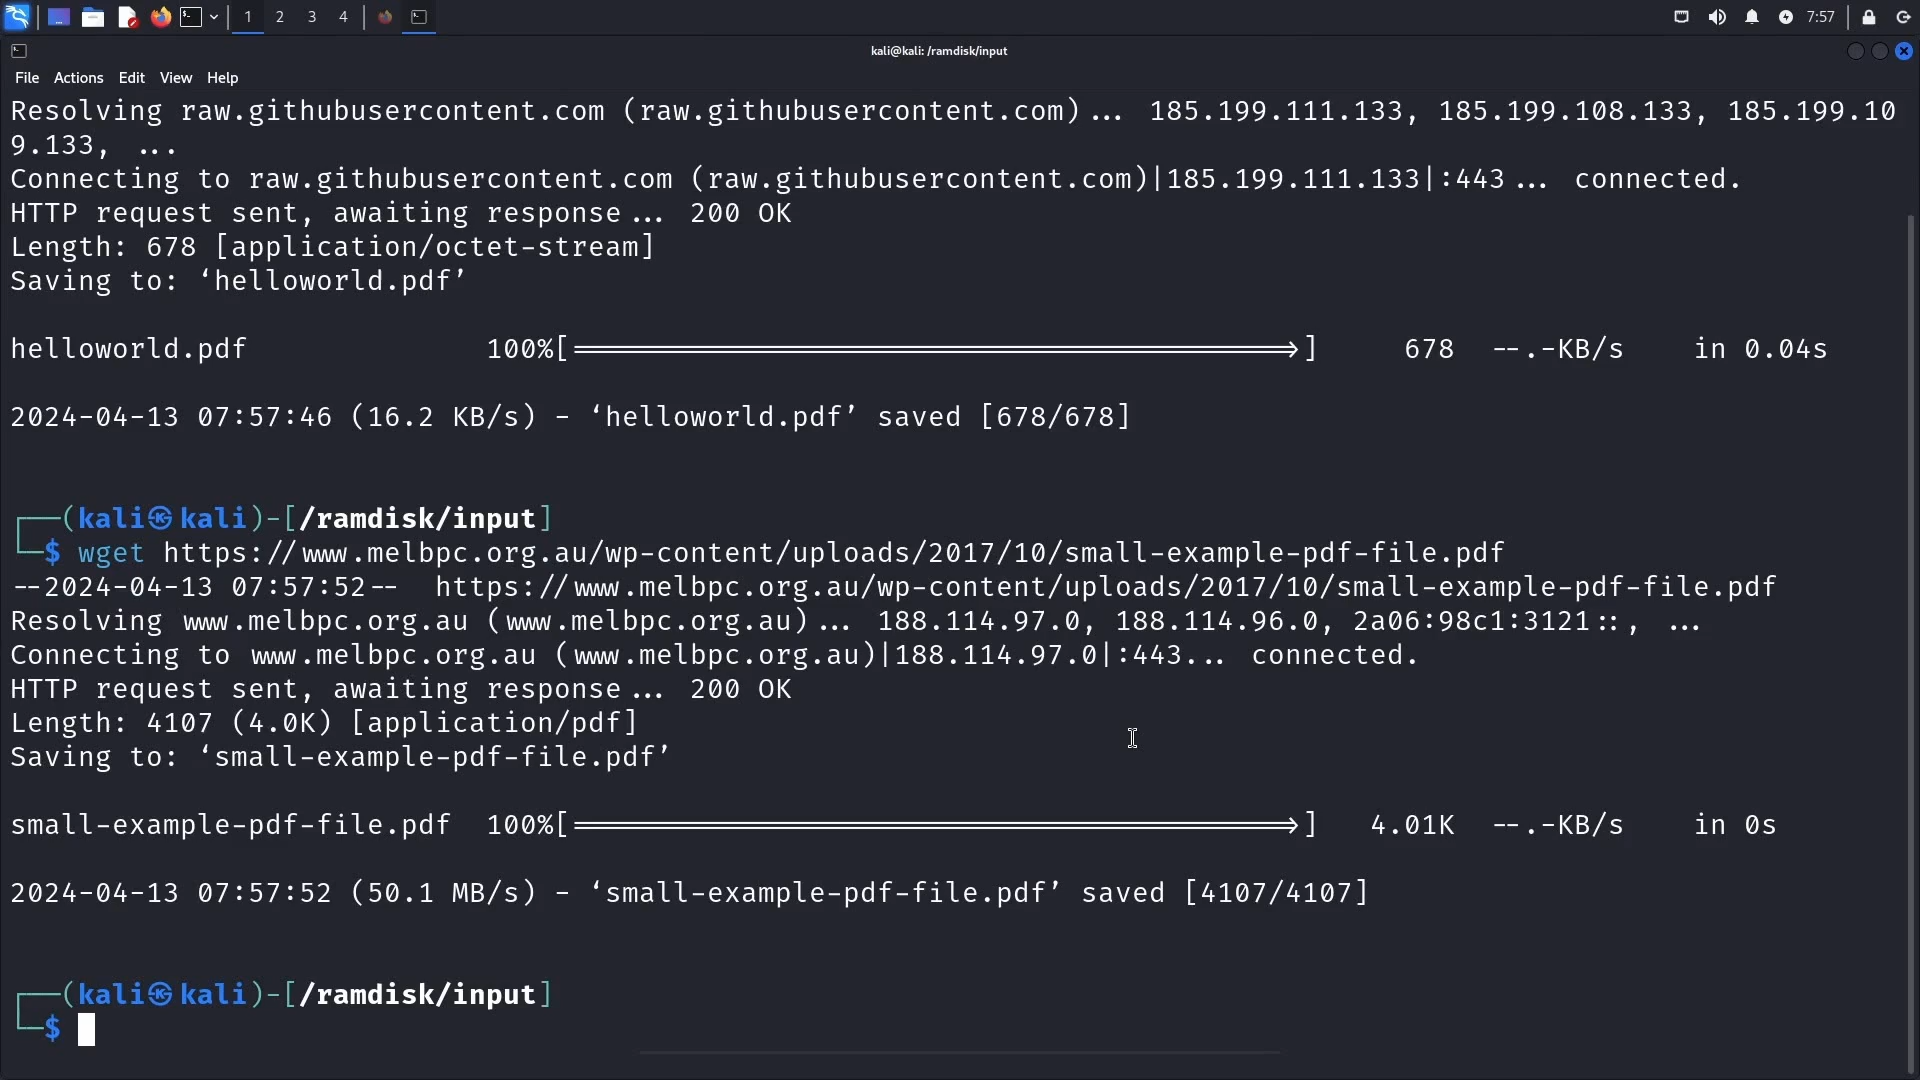 1 2 3 4 7:57
kali@kali: /ramdisk/input
File Actions Edit View Help
Resolving raw.githubusercontent.com (raw.githubusercontent.com)... 185.199.111.133, 185.199.108.133, 185.199.10
9.133, ...
Connecting to raw.githubusercontent.com (raw.githubusercontent.com)|185.199.111.133|:443... connected.
HTTP request sent, awaiting response... 200 OK
Length: 678 [application/octet-stream]
Saving to: ‘helloworld.pdf’
helloworld.pdf 100%[===========================================>] 678 --.-KB/s in 0.04s
2024-04-13 07:57:46 (16.2 KB/s) - ‘helloworld.pdf’ saved [678/678]
┌──(kali㉿kali)-[/ramdisk/input]
└─$ wget https://www.melbpc.org.au/wp-content/uploads/2017/10/small-example-pdf-file.pdf
--2024-04-13 07:57:52-- https://www.melbpc.org.au/wp-content/uploads/2017/10/small-example-pdf-file.pdf
Resolving www.melbpc.org.au (www.melbpc.org.au)... 188.114.97.0, 188.114.96.0, 2a06:98c1:3121::, ...
Connecting to www.melbpc.org.au (www.melbpc.org.au)|188.114.97.0|:443... connected.
HTTP request sent, awaiting response... 200 OK
Length: 4107 (4.0K) [application/pdf]
Saving to: ‘small-example-pdf-file.pdf’
small-example-pdf-file.pdf 100%[===========================================>] 4.01K --.-KB/s in 0s
2024-04-13 07:57:52 (50.1 MB/s) - ‘small-example-pdf-file.pdf’ saved [4107/4107]
┌──(kali㉿kali)-[/ramdisk/input]
└─$